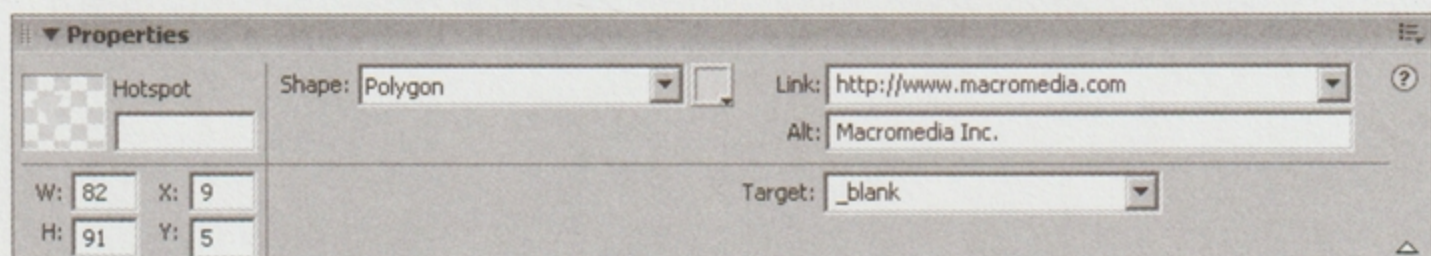 Properties
Hotspot Shape: Polygon Link: http://www.macromedia.com
Alt: Macromedia Inc.
W: 82 X: 9 Target: _blank
H: 91 Y: 5